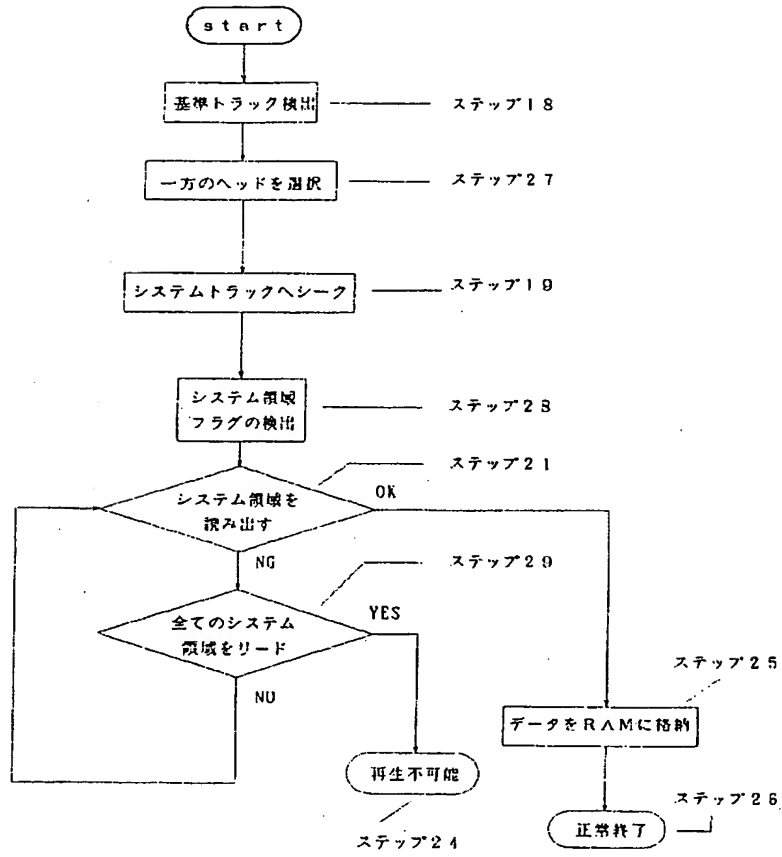 start
基準トラック検出
ステップ18
一方のヘッドを選択
ステップ27
システムトラックへシーク
ステップ19
システム領域
フラグの検出
ステップ28
ステップ21
システム領域を
読み出す
OK
NG
ステップ29
全てのシステム
領域をリード
YES
NO
ステップ25
データをRAMに格納
再生不可能
ステップ24
ステップ26
正常終了